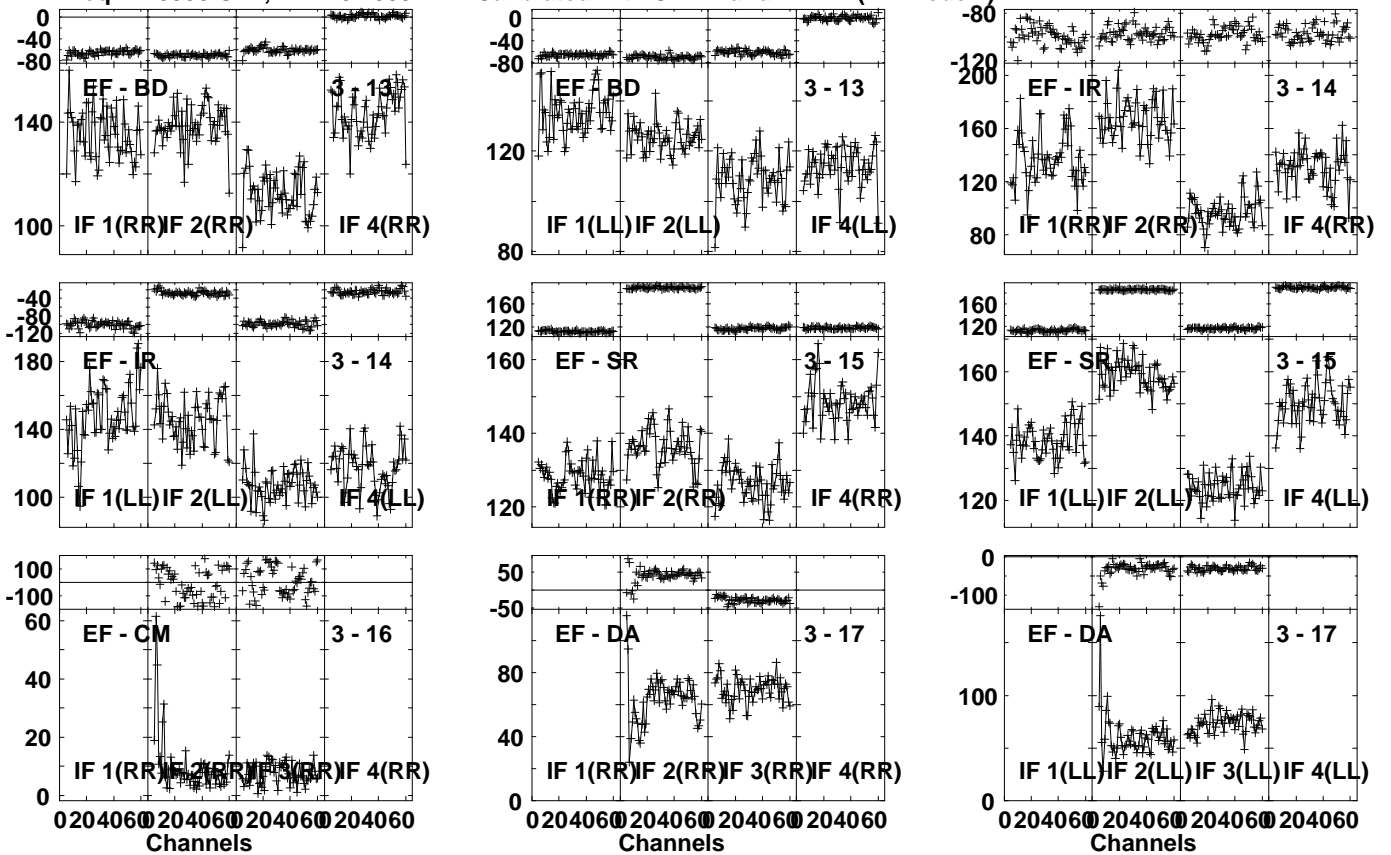 0
-40
-80
EF - BD
3 - 13
140
100
IF 1(RR)
IF 2(RR)
IF 4(RR)
0
-40
-80
EF - BD
3 - 13
120
80
IF 1(LL)
IF 2(LL)
IF 4(LL)
-80
-120
200
EF - IR
3 - 14
160
120
80
IF 1(RR)
IF 2(RR)
IF 4(RR)
-40
-80
-120
EF - IR
3 - 14
180
140
100
IF 1(LL)
IF 2(LL)
IF 4(LL)
160
120
EF - SR
3 - 15
160
140
120
IF 1(RR)
IF 2(RR)
IF 4(RR)
160
120
EF - SR
3 - 15
160
140
120
IF 1(LL)
IF 2(LL)
IF 4(LL)
100
-100
60
EF - CM
3 - 16
40
20
0
IF 1(RR)
IF 2(RR)
IF 3(RR)
IF 4(RR)
0 20 40 60 0 20 40 60 0 20 40 60 0 20 40 60
Channels
50
-50
EF - DA
3 - 17
80
40
0
IF 1(RR)
IF 2(RR)
IF 3(RR)
IF 4(RR)
0 20 40 60 0 20 40 60 0 20 40 60 0 20 40 60
Channels
0
-100
EF - DA
3 - 17
100
0
IF 1(LL)
IF 2(LL)
IF 3(LL)
IF 4(LL)
0 20 40 60 0 20 40 60 0 20 40 60 0 20 40 60
Channels